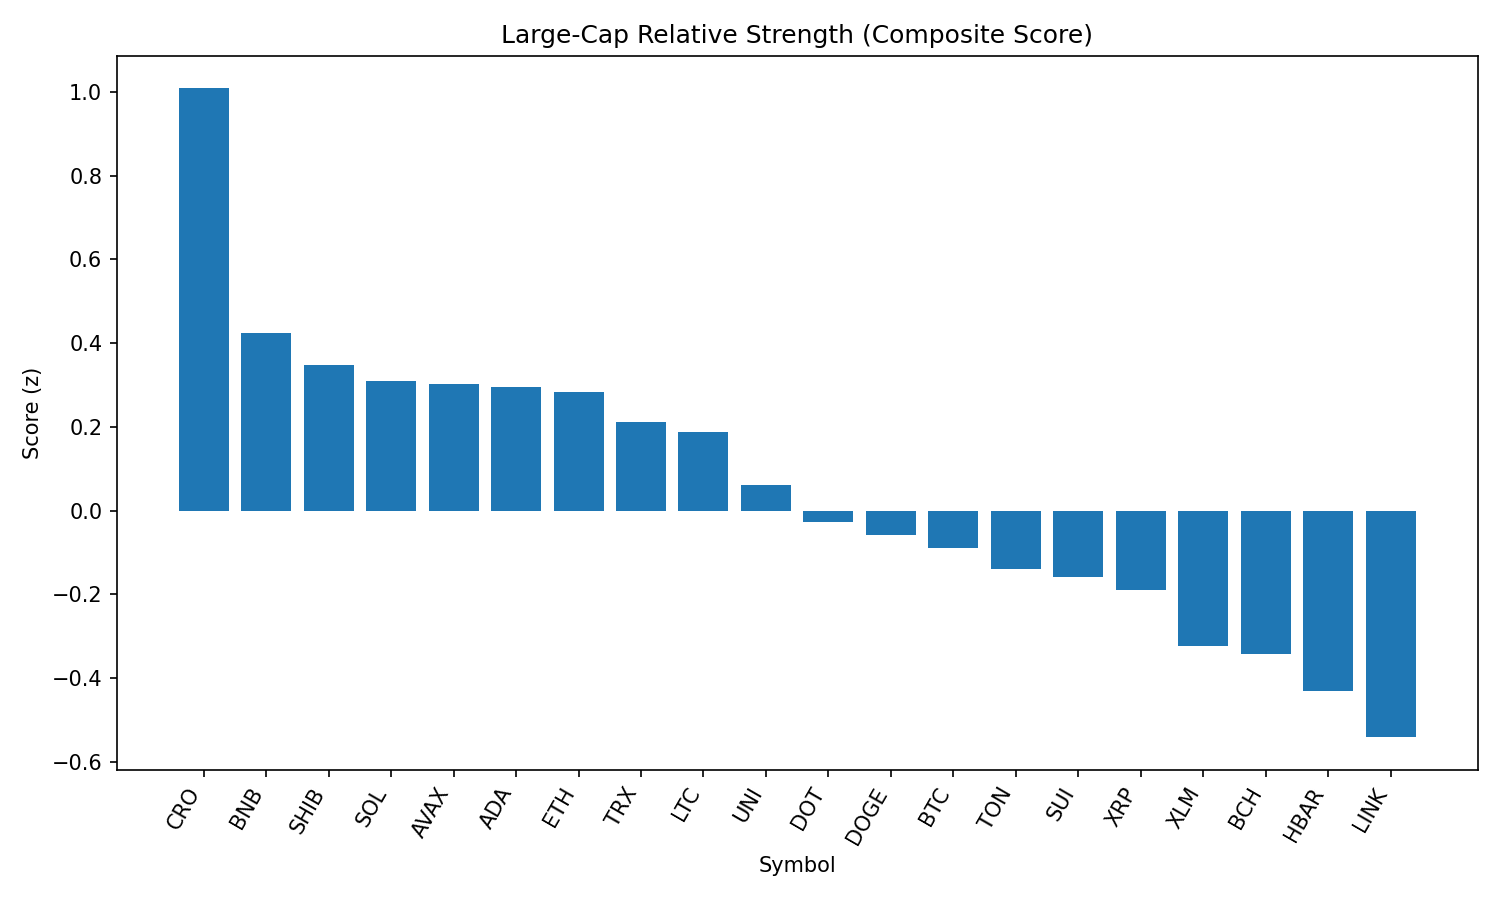 Large-Cap Relative Strength (Composite Score)
1.0
0.8
0.6
0.4
0.2
0.0
−0.2
−0.4
−0.6
Score (z)
CRO
BNB
SHIB
SOL
AVAX
ADA
ETH
TRX
LTC
UNI
DOT
DOGE
BTC
TON
SUI
XRP
XLM
BCH
HBAR
LINK
Symbol